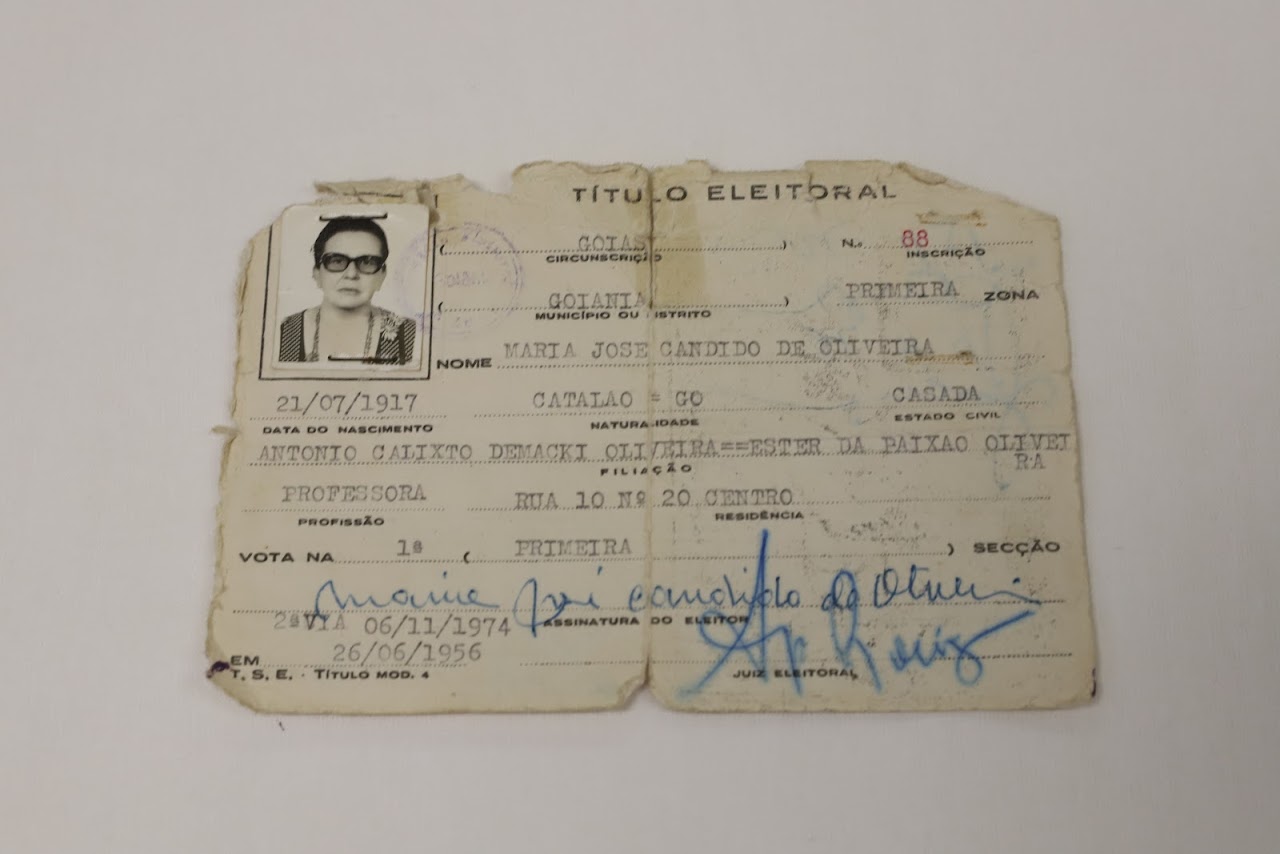 TÍTULO ELEITORAL
( GOIAS ) N.º 88
CIRCUNSCRIÇÃO INSCRIÇÃO
( GOIANIA ) PRIMEIRA ZONA
MUNICÍPIO OU DISTRITO
NOME MARIA JOSE CANDIDO DE OLIVEIRA
21/07/1917 CATALAO = GO CASADA
DATA DO NASCIMENTO NATURALIDADE ESTADO CIVIL
ANTONIO CALIXTO DEMACKI OLIVEIRA==ESTER DA PAIXAO OLIVEI
RA
FILIAÇÃO
PROFESSORA RUA 10 Nº 20 CENTRO
PROFISSÃO RESIDÊNCIA
VOTA NA 1ª ( PRIMEIRA ) SECÇÃO
Maria José Candido de Oliveira
2ªVIA 06/11/1974 ASSINATURA DO ELEITOR
EM 26/06/1956
T. S. E. - TÍTULO MOD. 4 JUIZ ELEITORAL